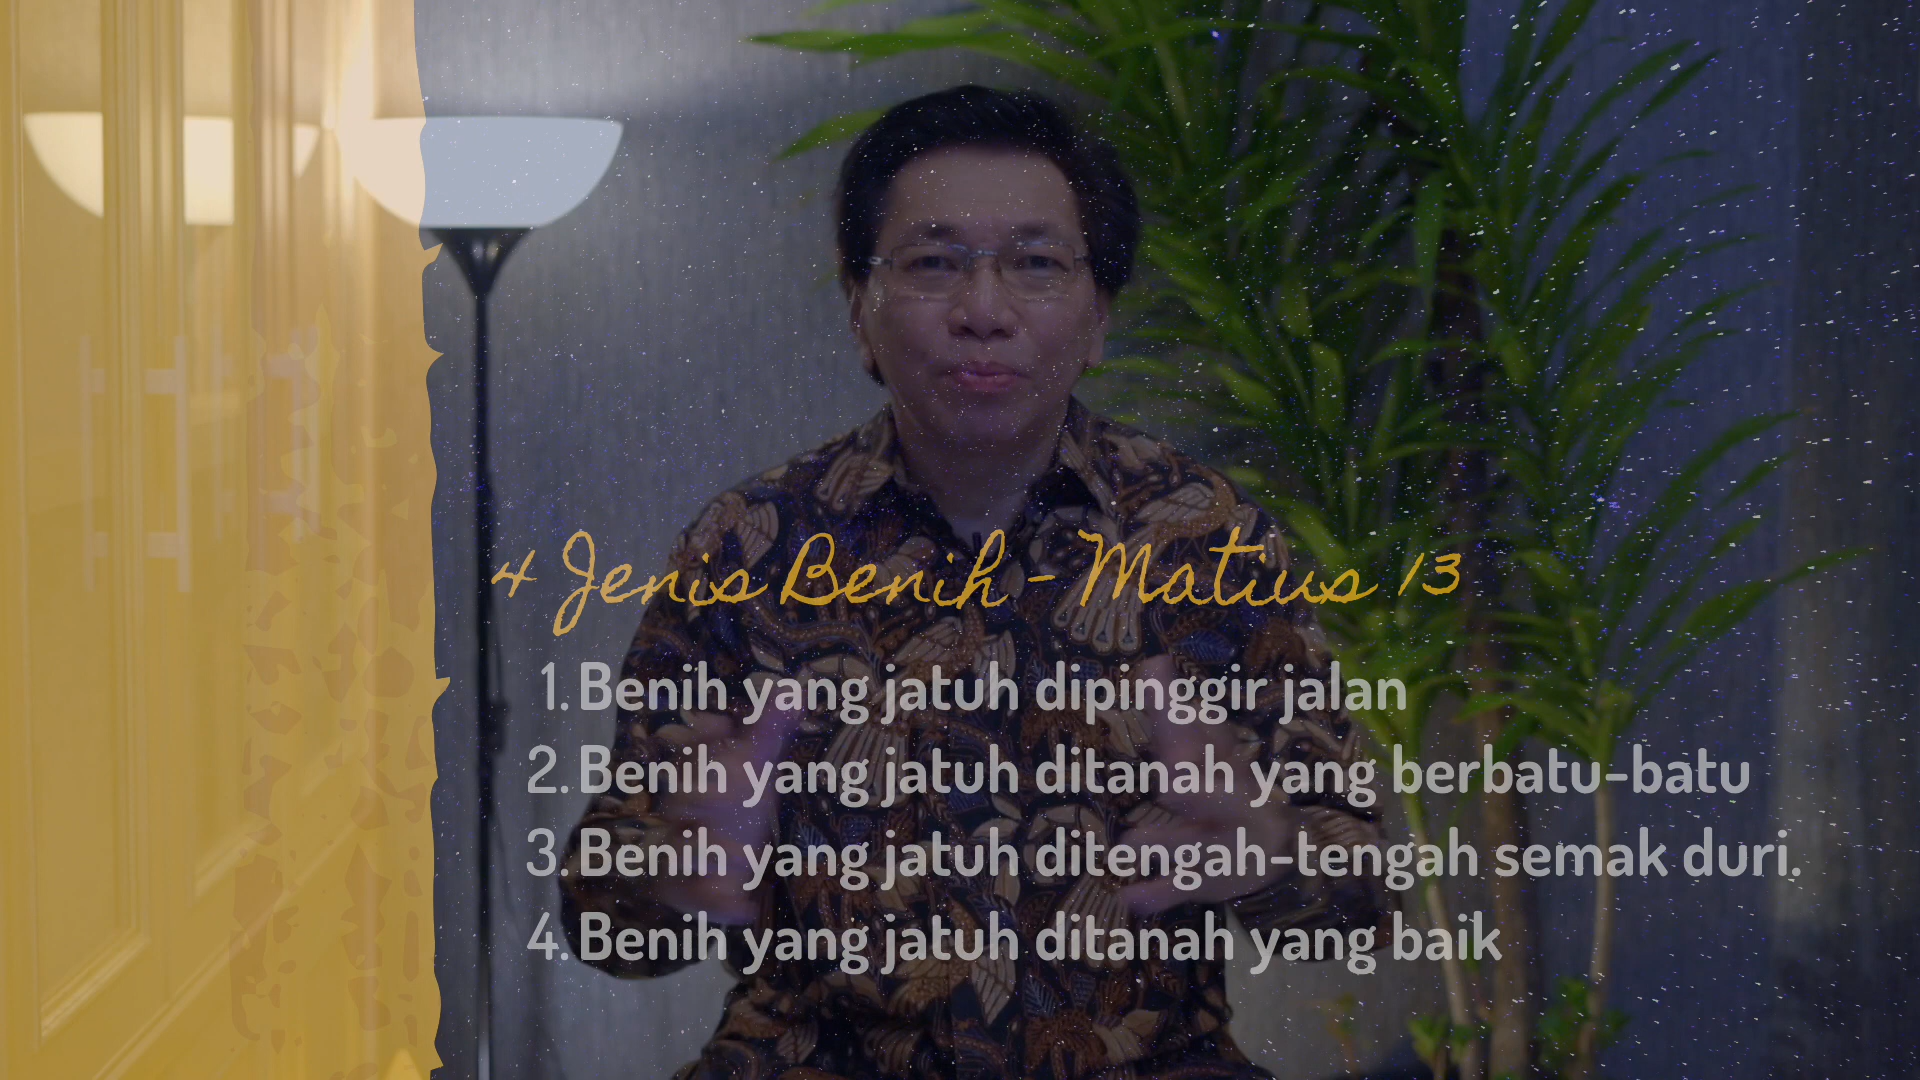 4 Jenis Benih - Matius 13
1. Benih yang jatuh dipinggir jalan
2. Benih yang jatuh ditanah yang berbatu-batu
3. Benih yang jatuh ditengah-tengah semak duri.
4. Benih yang jatuh ditanah yang baik